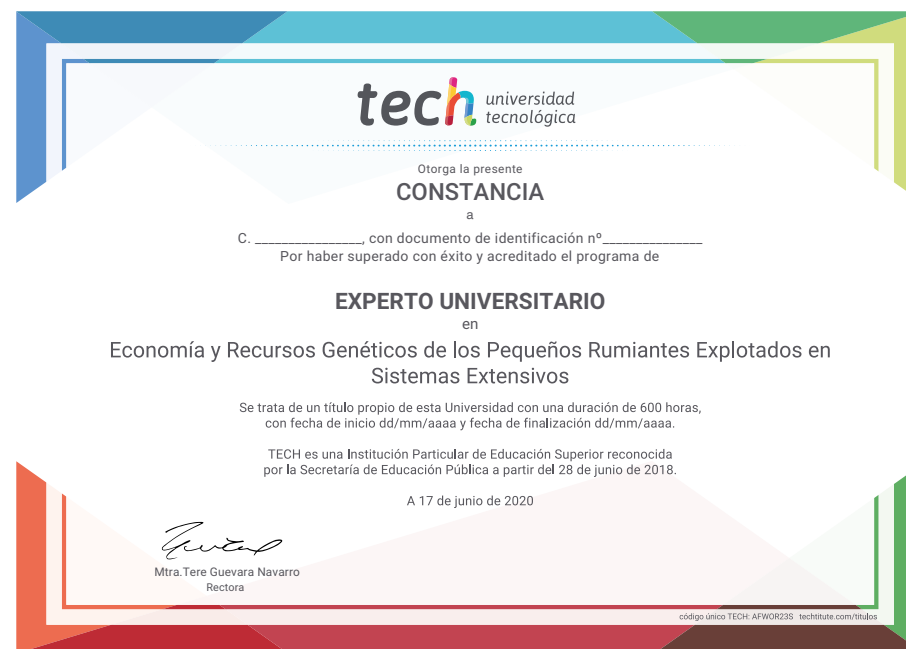 tech universidad
tecnológica
Otorga la presente
CONSTANCIA
a
C. ________________, con documento de identificación nº_______________
Por haber superado con éxito y acreditado el programa de
EXPERTO UNIVERSITARIO
en
Economía y Recursos Genéticos de los Pequeños Rumiantes Explotados en
Sistemas Extensivos
Se trata de un título propio de esta Universidad con una duración de 600 horas,
con fecha de inicio dd/mm/aaaa y fecha de finalización dd/mm/aaaa.
TECH es una Institución Particular de Educación Superior reconocida
por la Secretaría de Educación Pública a partir del 28 de junio de 2018.
A 17 de junio de 2020
Mtra.Tere Guevara Navarro
Rectora
código único TECH: AFWOR23S techtitute.com/titulos